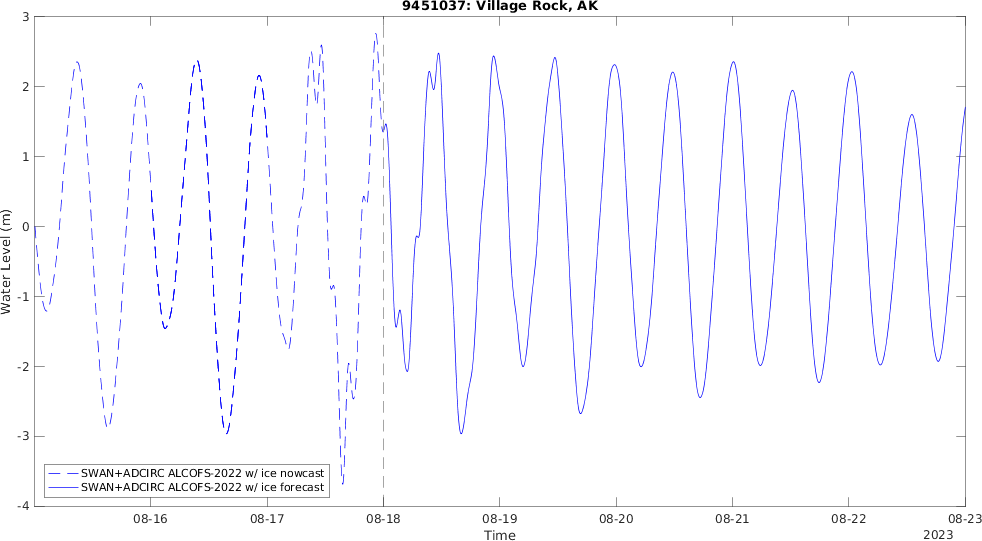 9451037: Village Rock, AK
3
2
1
0
-1
-2
-3
-4
Water Level (m)
SWAN+ADCIRC ALCOFS-2022 w/ ice nowcast
SWAN+ADCIRC ALCOFS-2022 w/ ice forecast
08-16 08-17 08-18 08-19 08-20 08-21 08-22 08-23
Time
2023